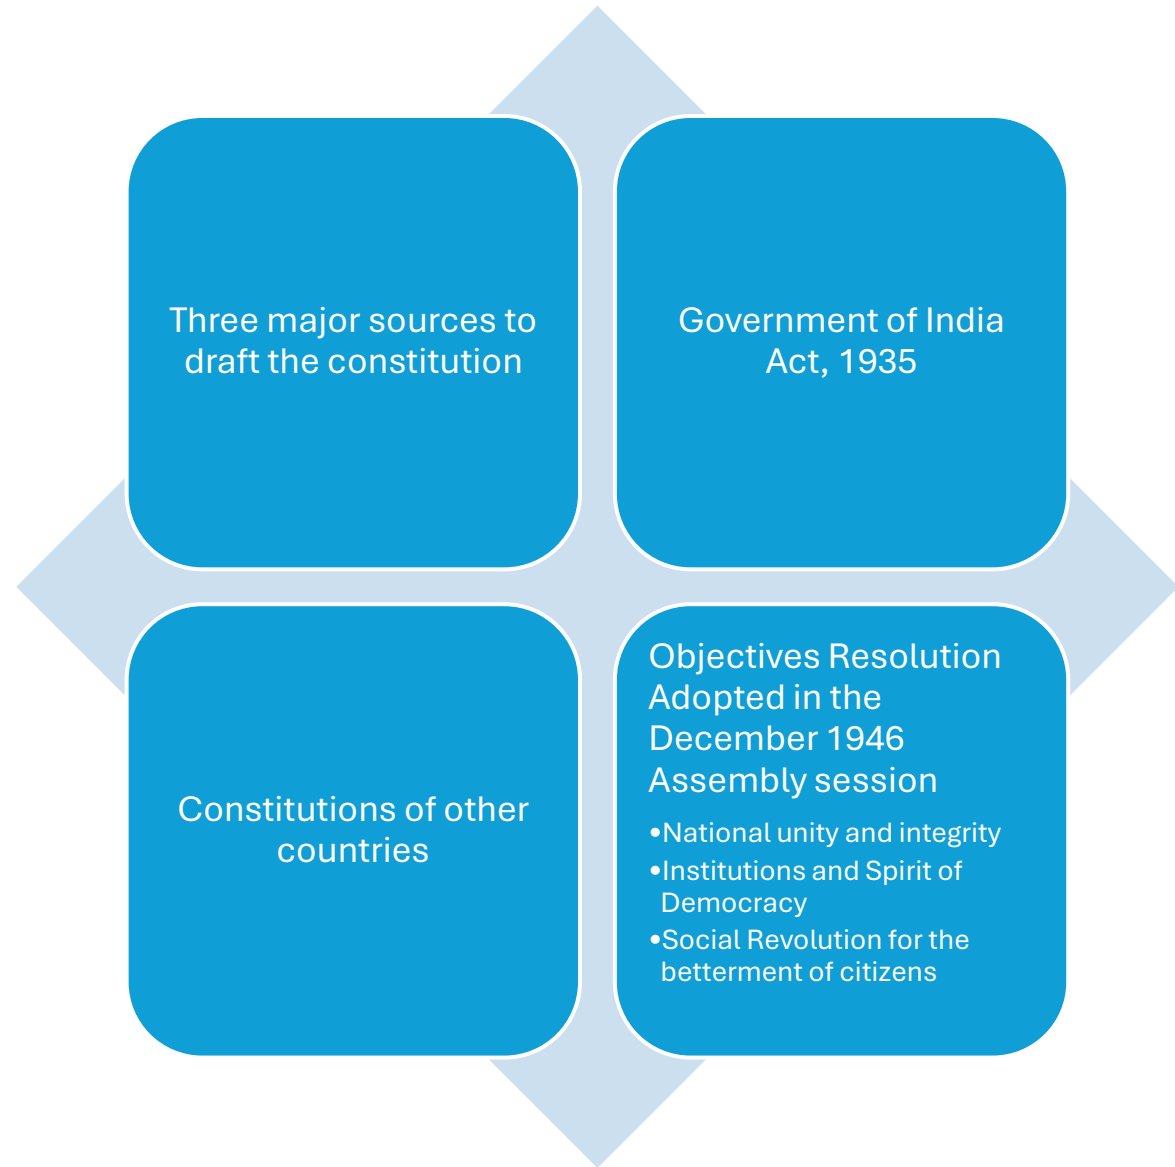 Three major sources to
draft the constitution
Government of India
Act, 1935
Constitutions of other
countries
Objectives Resolution
Adopted in the
December 1946
Assembly session
•National unity and integrity
•Institutions and Spirit of
Democracy
•Social Revolution for the
betterment of citizens